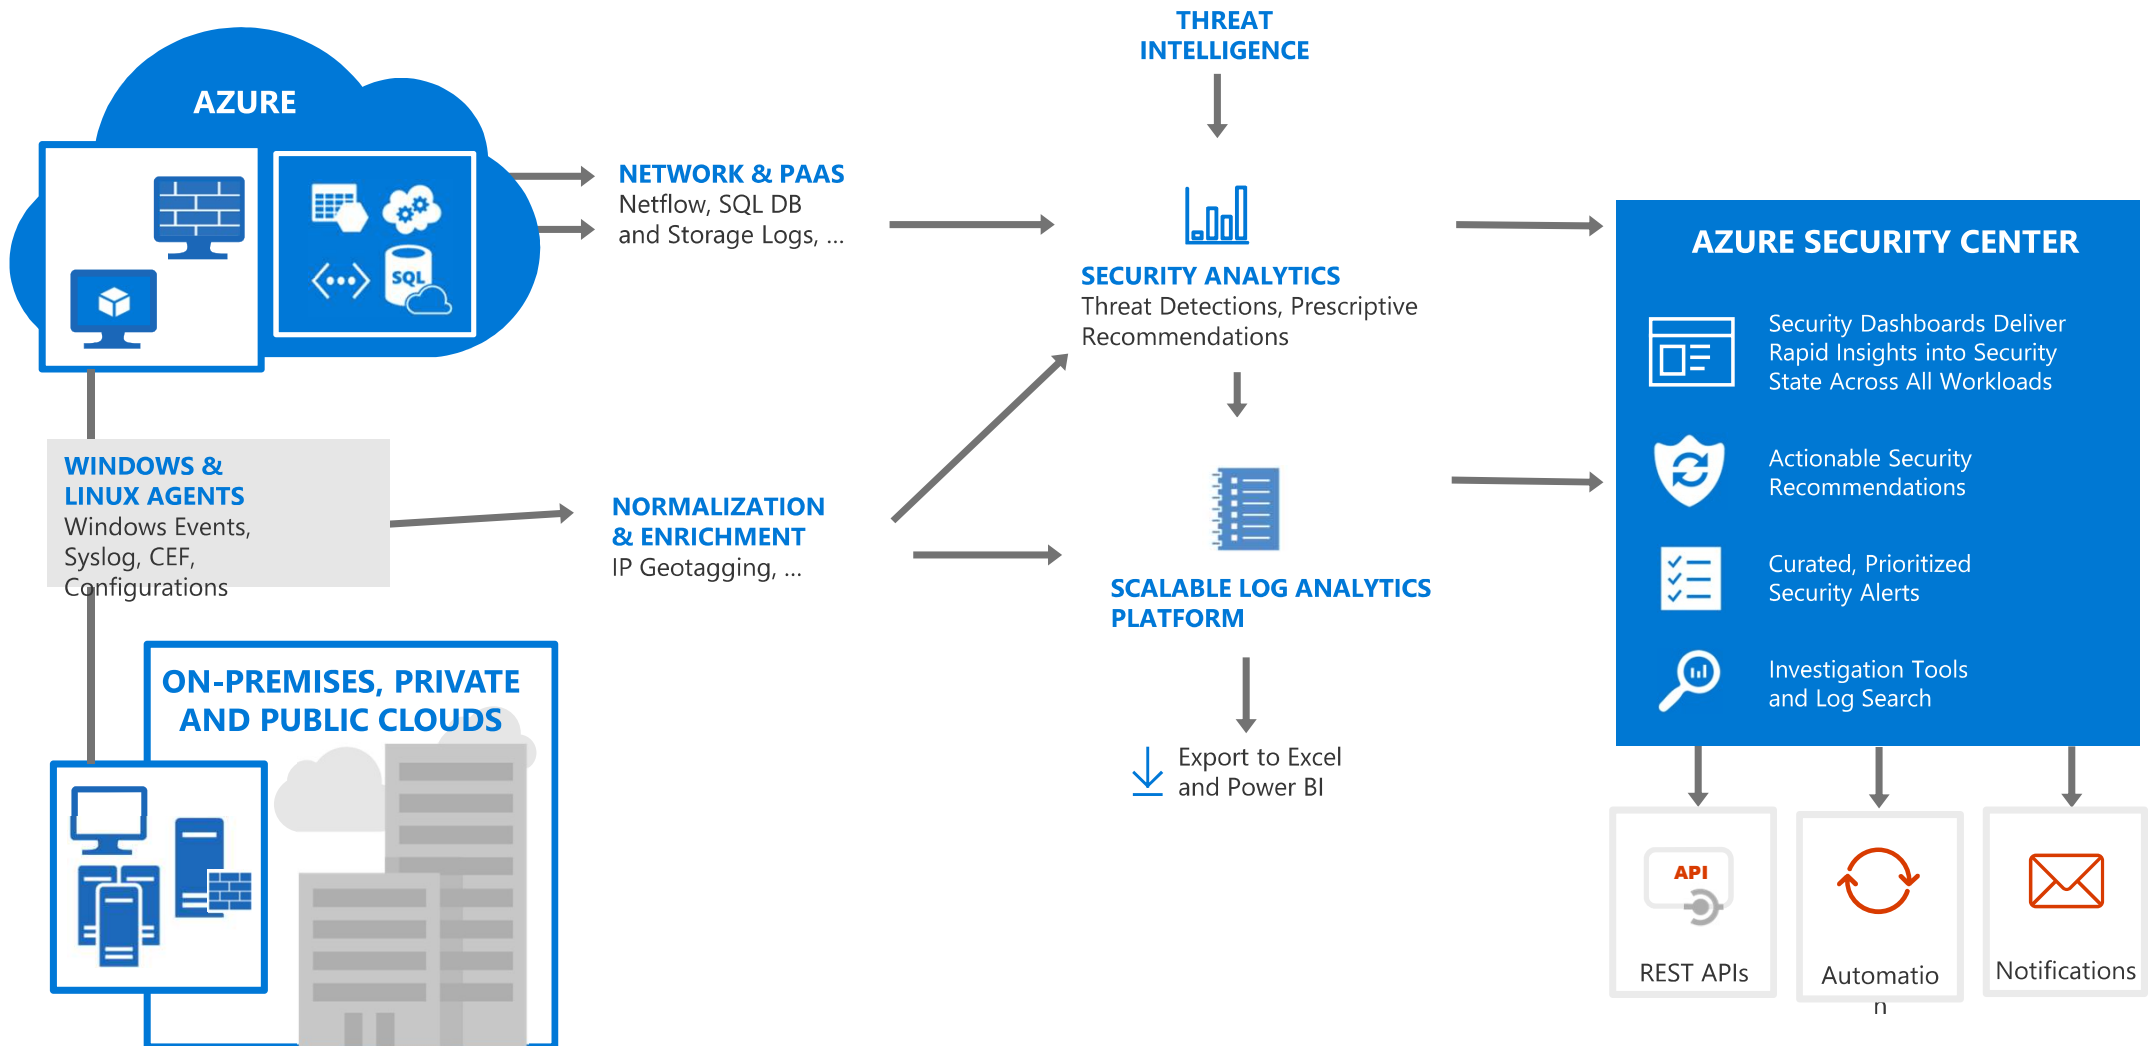 THREAT
INTELLIGENCE
AZURE
SQL
NETWORK & PAAS
Netflow, SQL DB
and Storage Logs, ...
SECURITY ANALYTICS
Threat Detections, Prescriptive
Recommendations
AZURE SECURITY CENTER
Security Dashboards Deliver
Rapid Insights into Security
State Across All Workloads
Actionable Security
Recommendations
Curated, Prioritized
Security Alerts
Investigation Tools
and Log Search
WINDOWS &
LINUX AGENTS
Windows Events,
Syslog, CEF,
Configurations
NORMALIZATION
& ENRICHMENT
IP Geotagging, ...
SCALABLE LOG ANALYTICS
PLATFORM
Export to Excel
and Power BI
ON-PREMISES, PRIVATE
AND PUBLIC CLOUDS
API
REST APIs
Automatio
n
Notifications